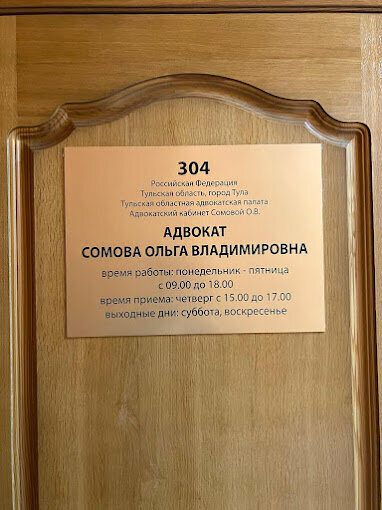 304
Российская Федерация
Тульская область, город Тула
Тульская областная адвокатская палата
Адвокатский кабинет Сомовой О.В.
АДВОКАТ
СОМОВА ОЛЬГА ВЛАДИМИРОВНА
время работы: понедельник - пятница
с 09.00 до 18.00
время приема: четверг с 15.00 до 17.00
выходные дни: суббота, воскресенье